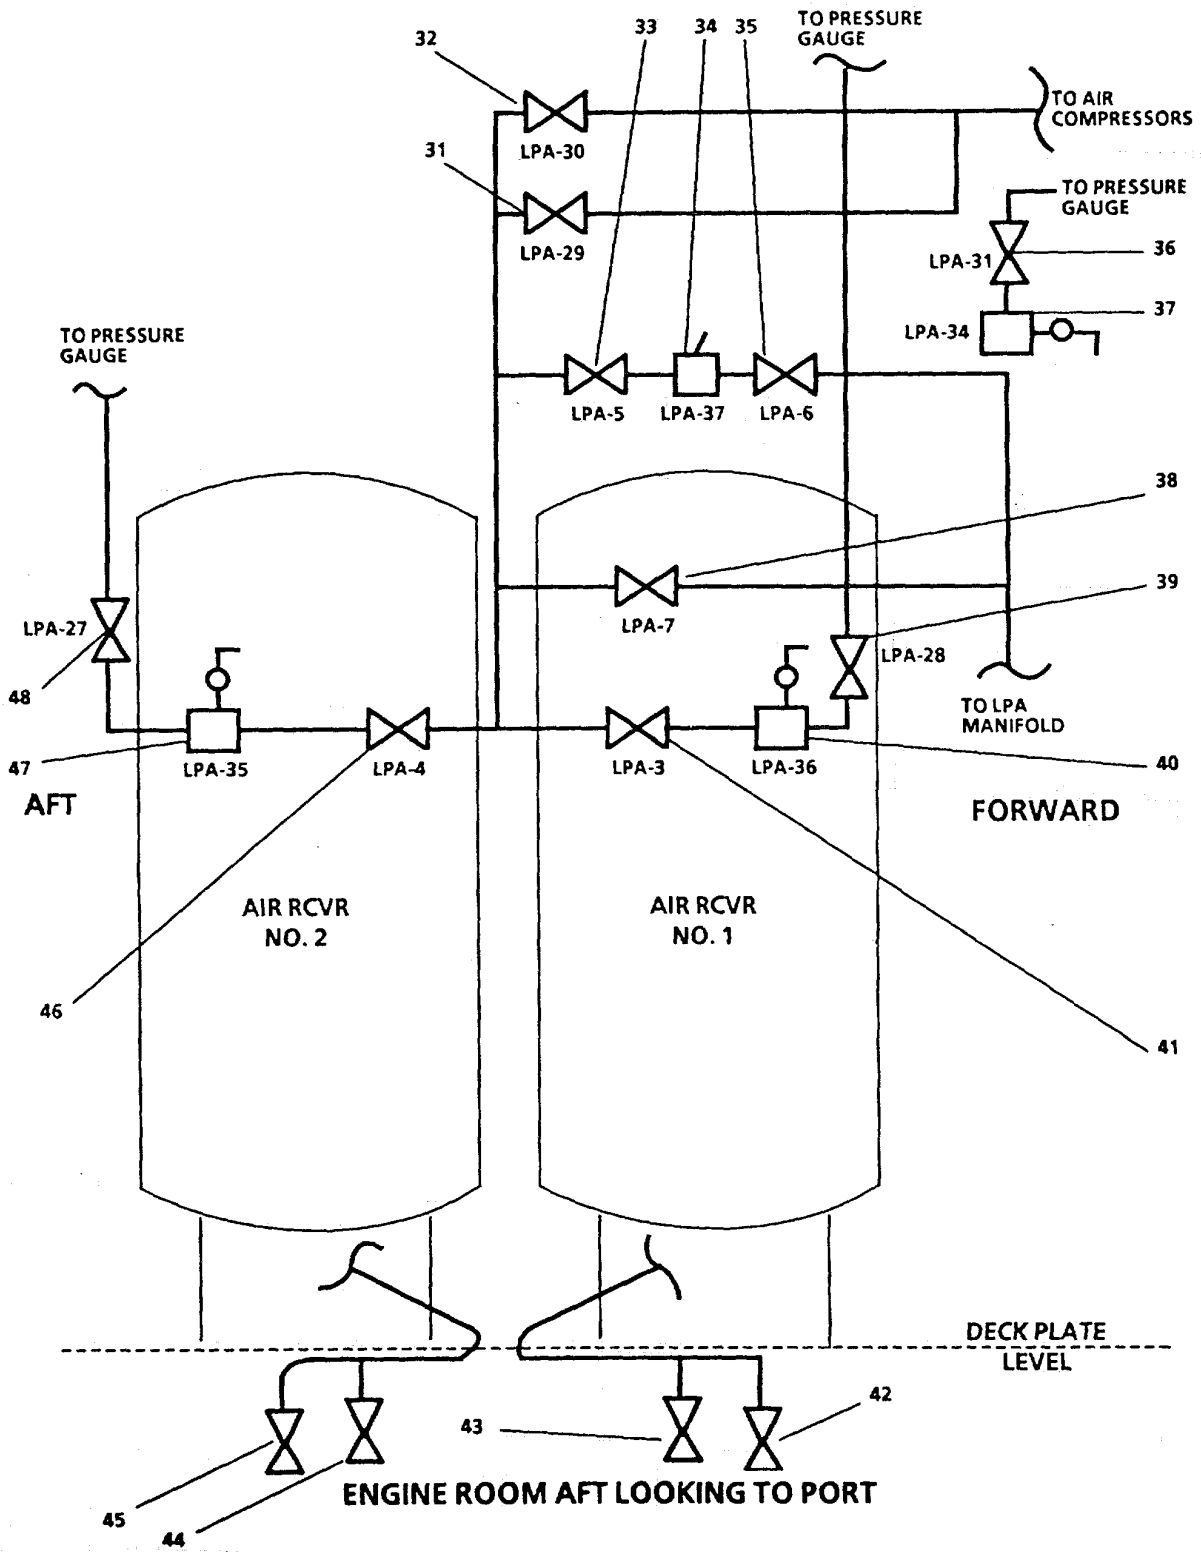 TO PRESSURE
GAUGE
32
33
34
35
TO AIR
COMPRESSORS
LPA-30
31
TO PRESSURE
GAUGE
LPA-29
LPA-31
36
37
LPA-34
TO PRESSURE
GAUGE
LPA-5
LPA-37
LPA-6
38
39
LPA-27
LPA-7
LPA-28
48
TO LPA
MANIFOLD
47
LPA-35
LPA-4
LPA-3
LPA-36
40
AFT
FORWARD
AIR RCVR
NO. 2
AIR RCVR
NO. 1
46
41
DECK PLATE
LEVEL
42
43
ENGINE ROOM AFT LOOKING TO PORT
45
44